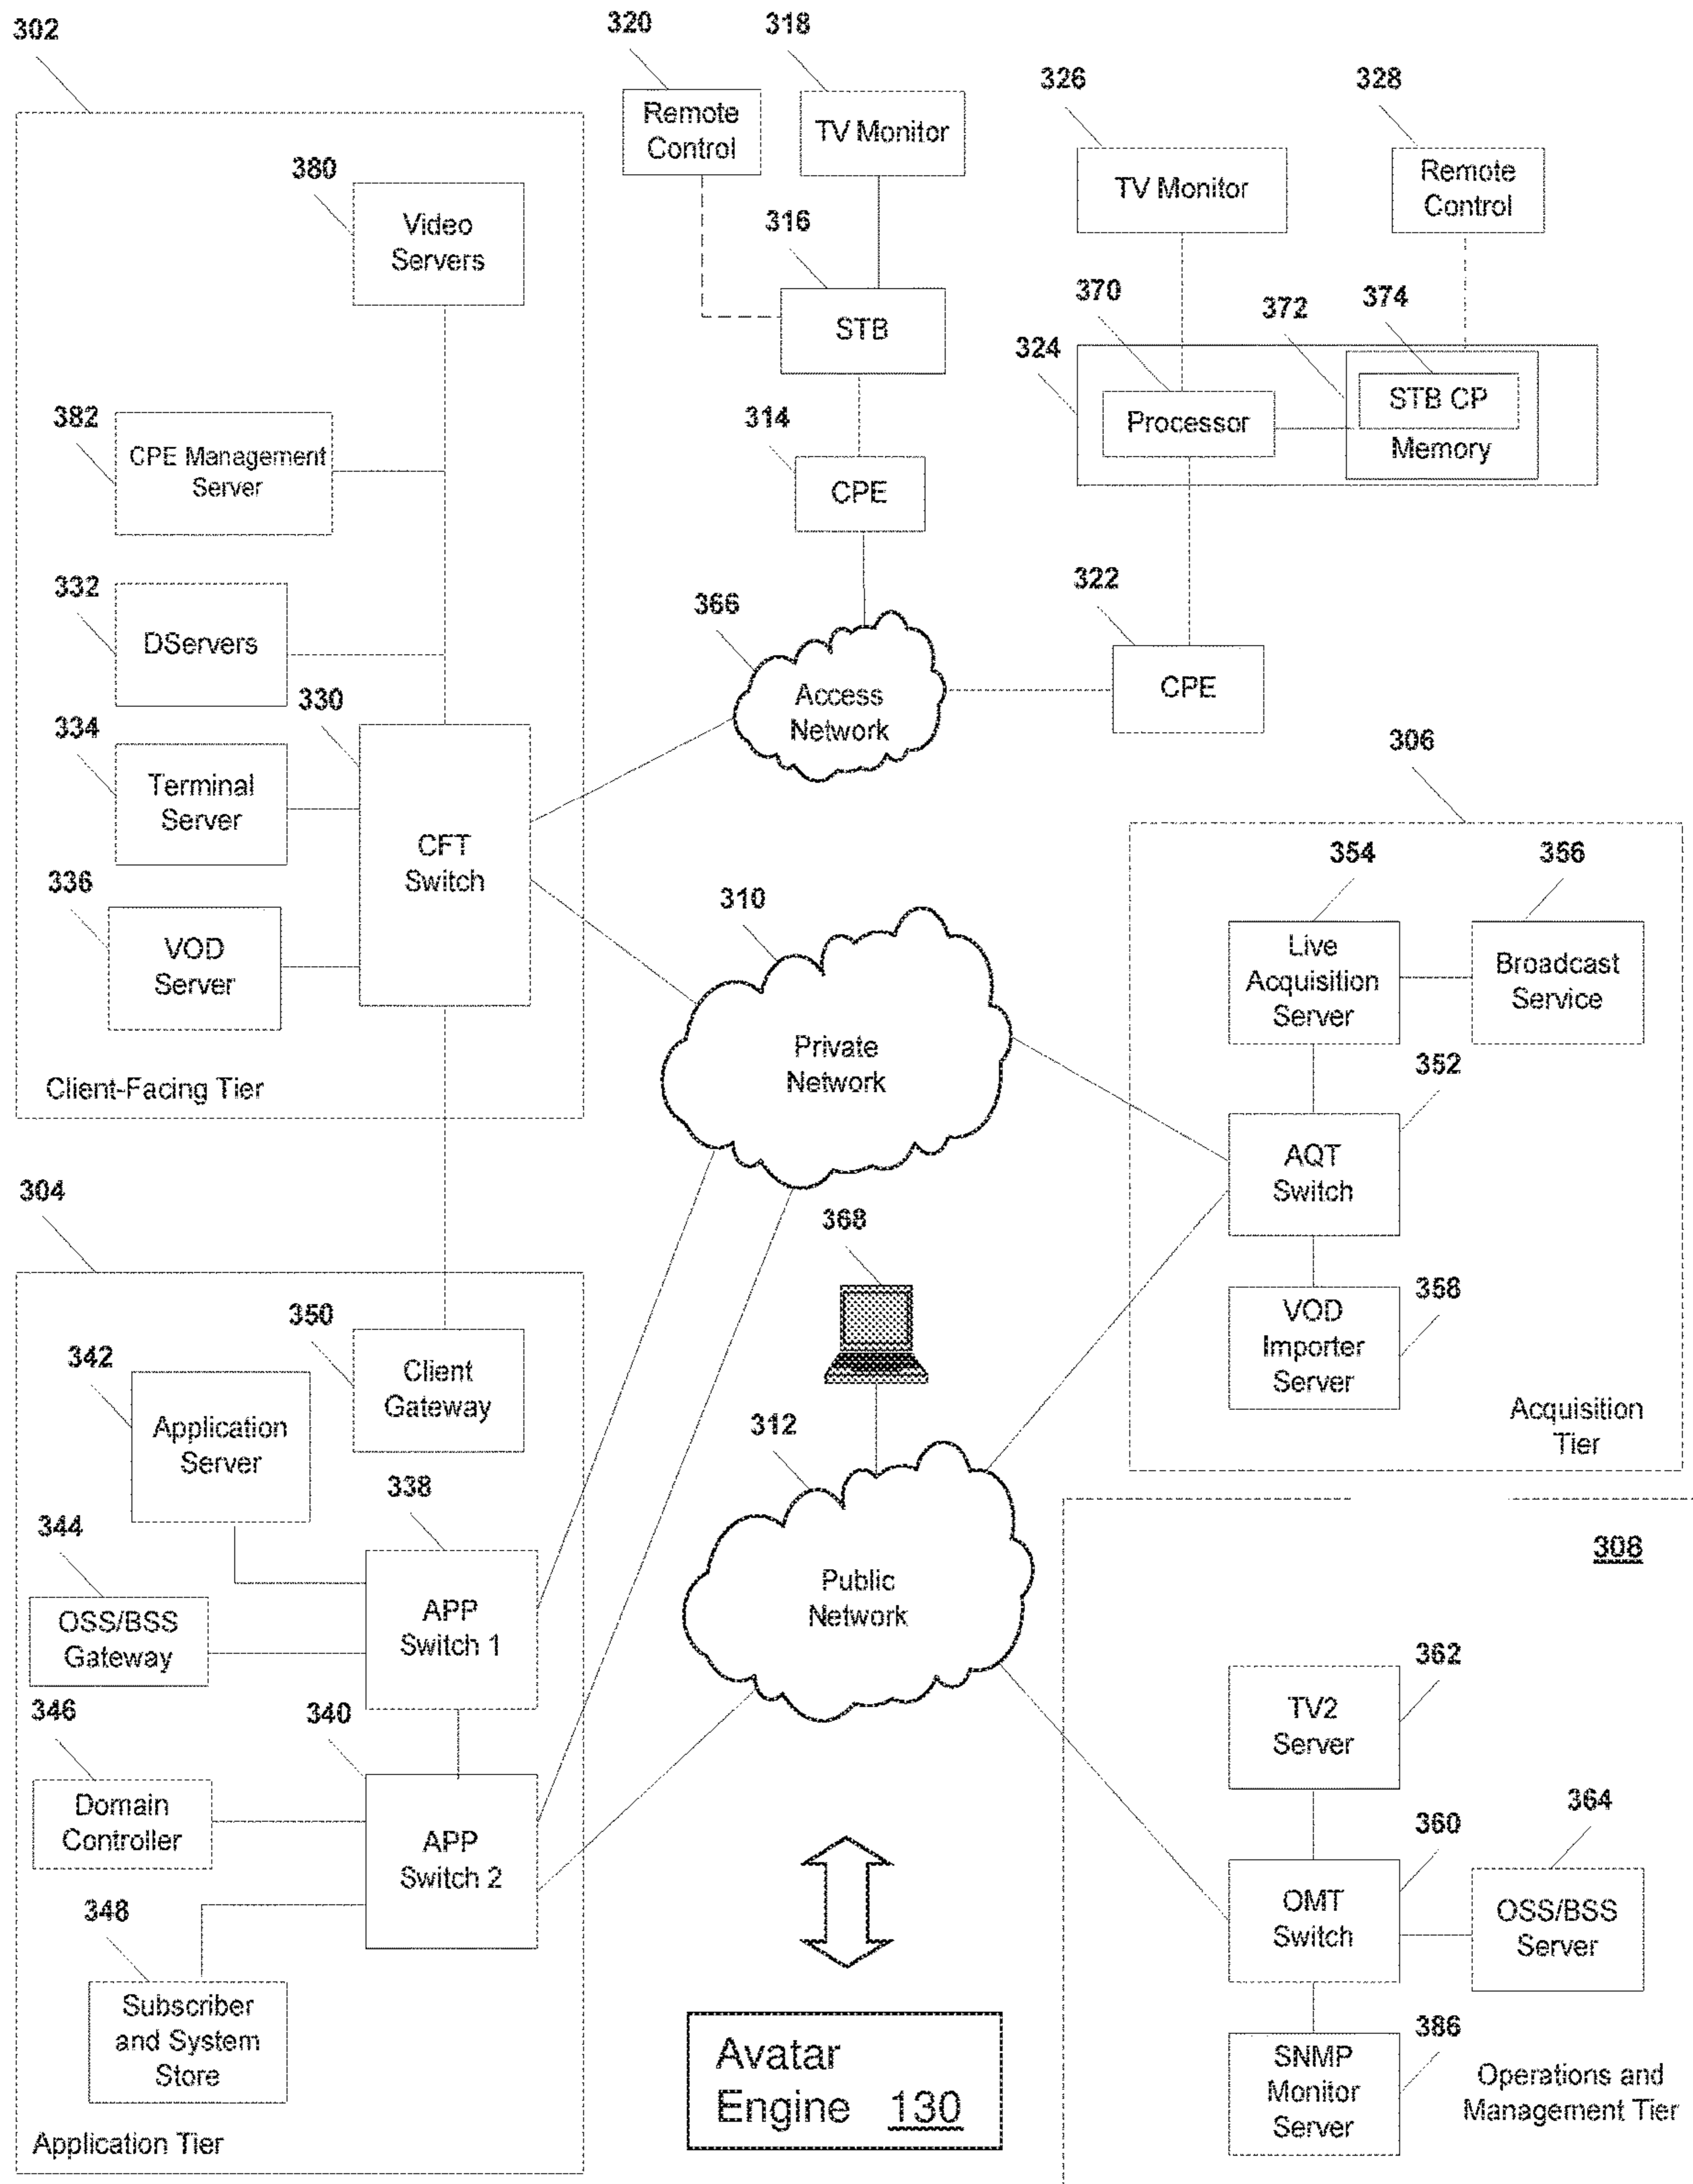 302
320
318
326
328
Remote
Control
TV Monitor
TV Monitor
Remote
Control
380
Video
Servers
316
STB
370
372
374
324
Processor
STB CP
Memory
382
CPE Management
Server
314
CPE
332
DServers
366
Access
Network
322
CPE
330
334
Terminal
Server
CFT
Switch
336
VOD
Server
Client-Facing Tier
310
Private
Network
306
354
356
Live
Acquisition
Server
Broadcast
Service
352
AQT
Switch
358
VOD
Importer
Server
Acquisition
Tier
304
368
350
Client
Gateway
342
Application
Server
312
Public
Network
338
344
OSS/BSS
Gateway
APP
Switch 1
346
340
Domain
Controller
APP
Switch 2
348
Subscriber
and System
Store
Application Tier
308
362
TV2
Server
360
364
OMT
Switch
OSS/BSS
Server
386
SNMP
Monitor
Server
Operations and
Management Tier
Avatar
Engine 130